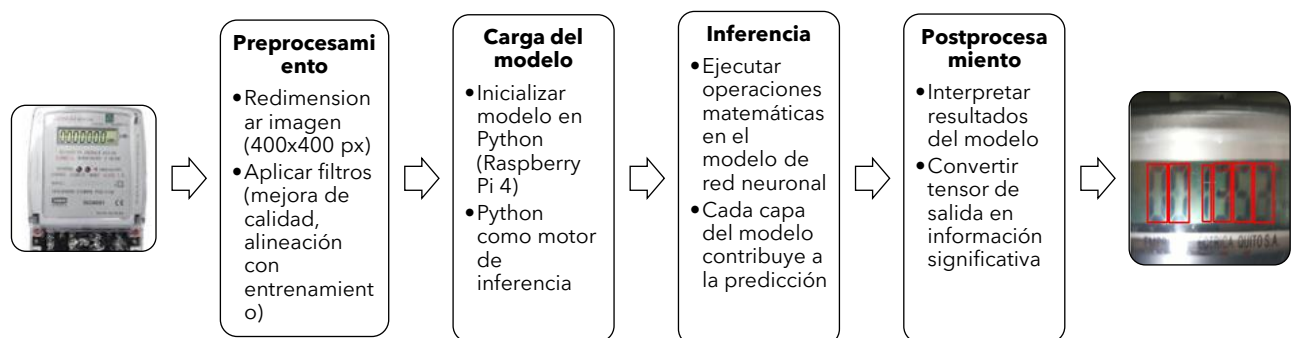 Preprocesami
ento
•Redimension
ar imagen
(400x400 px)
•Aplicar filtros
(mejora de
calidad,
alineación
con
entrenamient
o)
Carga del
modelo
•Inicializar
modelo en
Python
(Raspberry
Pi 4)
•Python
como motor
de
inferencia
Inferencia
•Ejecutar
operaciones
matemáticas
en el
modelo de
red neuronal
•Cada capa
del modelo
contribuye a
la predicción
Postprocesa
miento
•Interpretar
resultados
del modelo
•Convertir
tensor de
salida en
información
significativa
QUITO S.A.